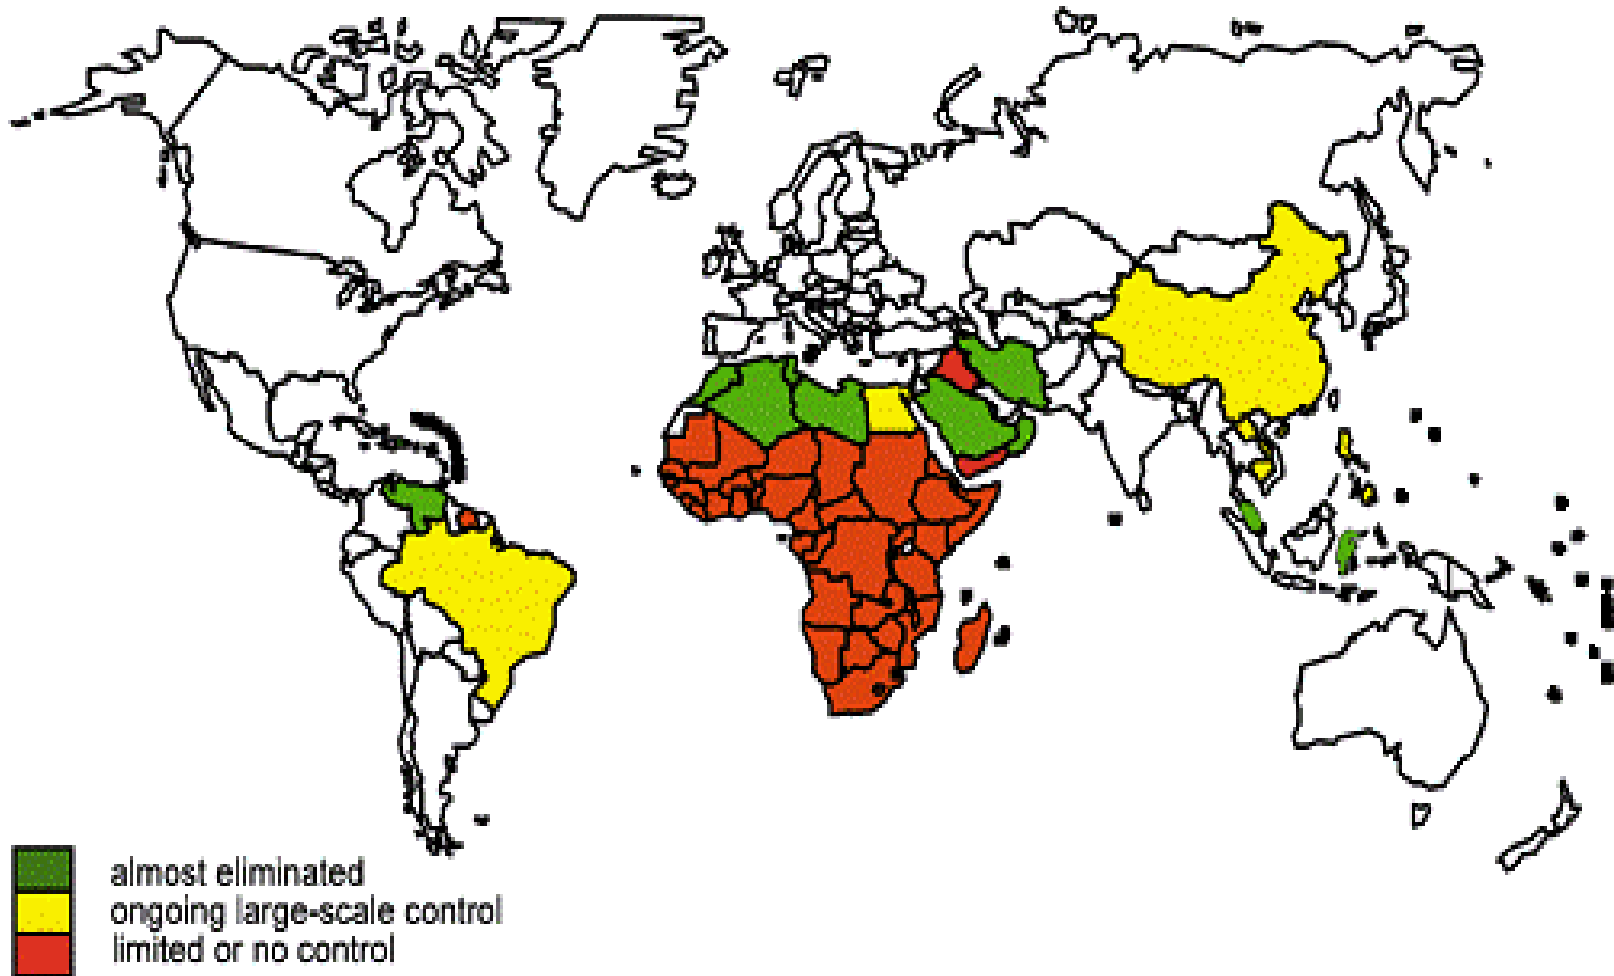 almost eliminated
ongoing large-scale control
limited or no control